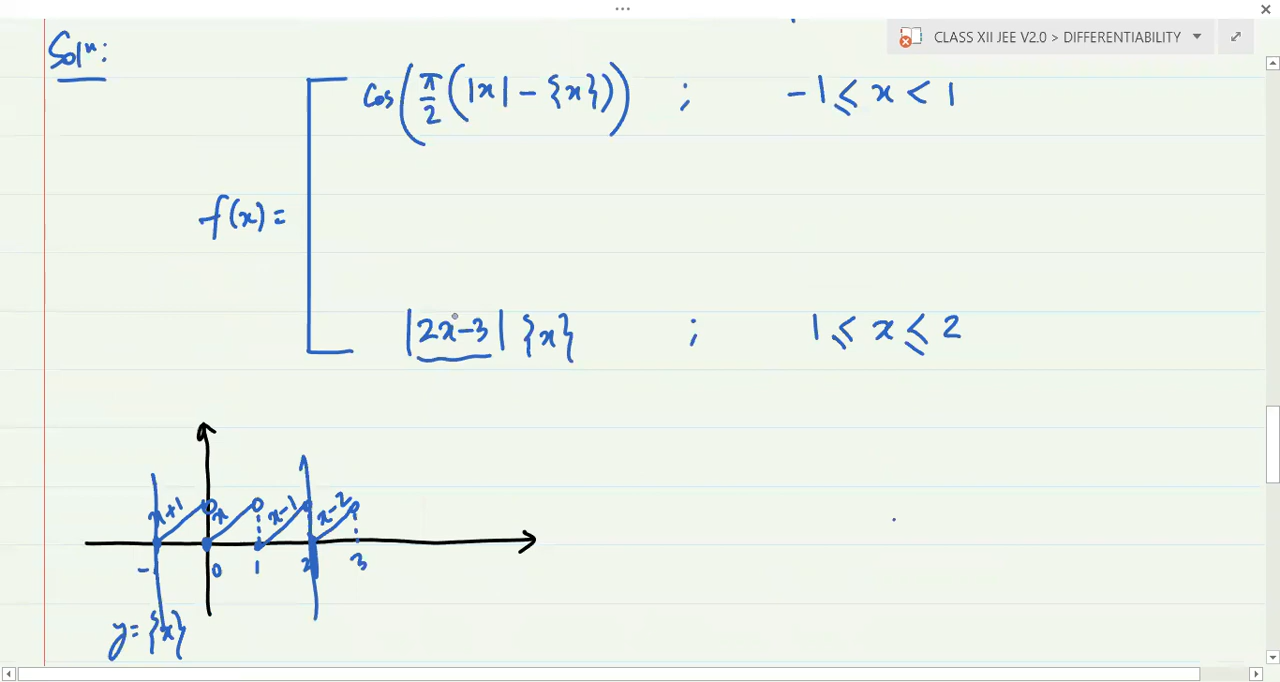 ...
CLASS XII JEE V2.0 > DIFFERENTIABILITY
Solⁿ:
cos(π/2(|x| - {x})) ; -1 ≤ x < 1
f(x)=
|2x-3| {x} ; 1 ≤ x ≤ 2
x+1 x x-1 x-2
-1 0 1 2 3
y={x}